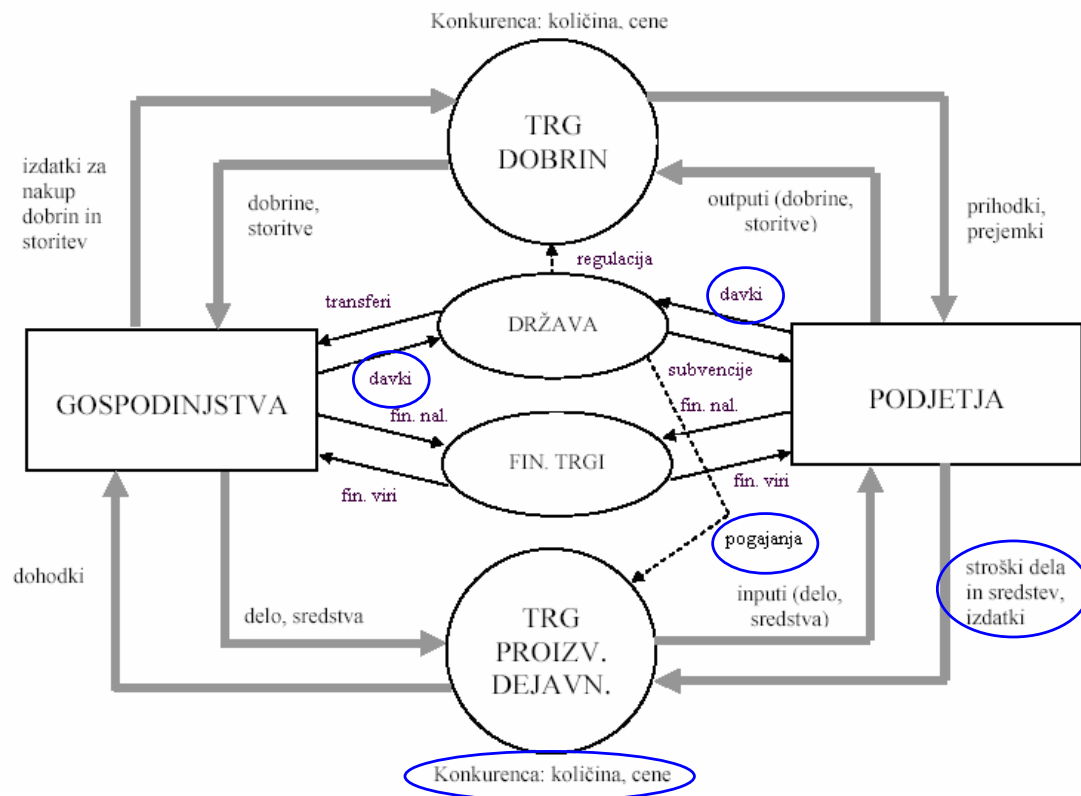 Konkurenca: količina, cene
TRG
DOBRIN
izdatki za
nakup
dobrin in
storitev
dobrine,
storitve
outputi (dobrine,
storitve)
prihodki,
prejemki
regulacija
transferi
davki
DRŽAVA
davki
subvencije
GOSPODINJSTVA
PODJETJA
fin. nal.
fin. nal.
FIN. TRGI
fin. viri
fin. viri
pogajanja
dohodki
delo, sredstva
inputi (delo,
sredstva)
stroški dela
in sredstev,
izdatki
TRG
PROIZV.
DEJAVN.
Konkurenca: količina, cene